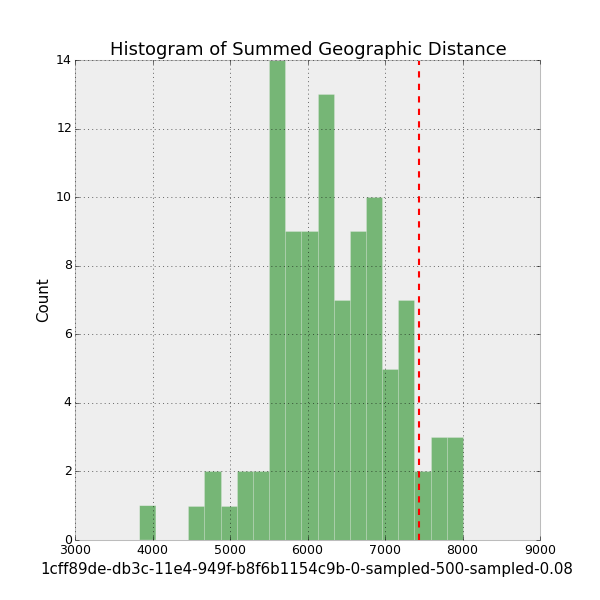 Histogram of Summed Geographic Distance
14
12
10
8
6
4
2
0
Count
3000 4000 5000 6000 7000 8000 9000
1cff89de-db3c-11e4-949f-b8f6b1154c9b-0-sampled-500-sampled-0.08